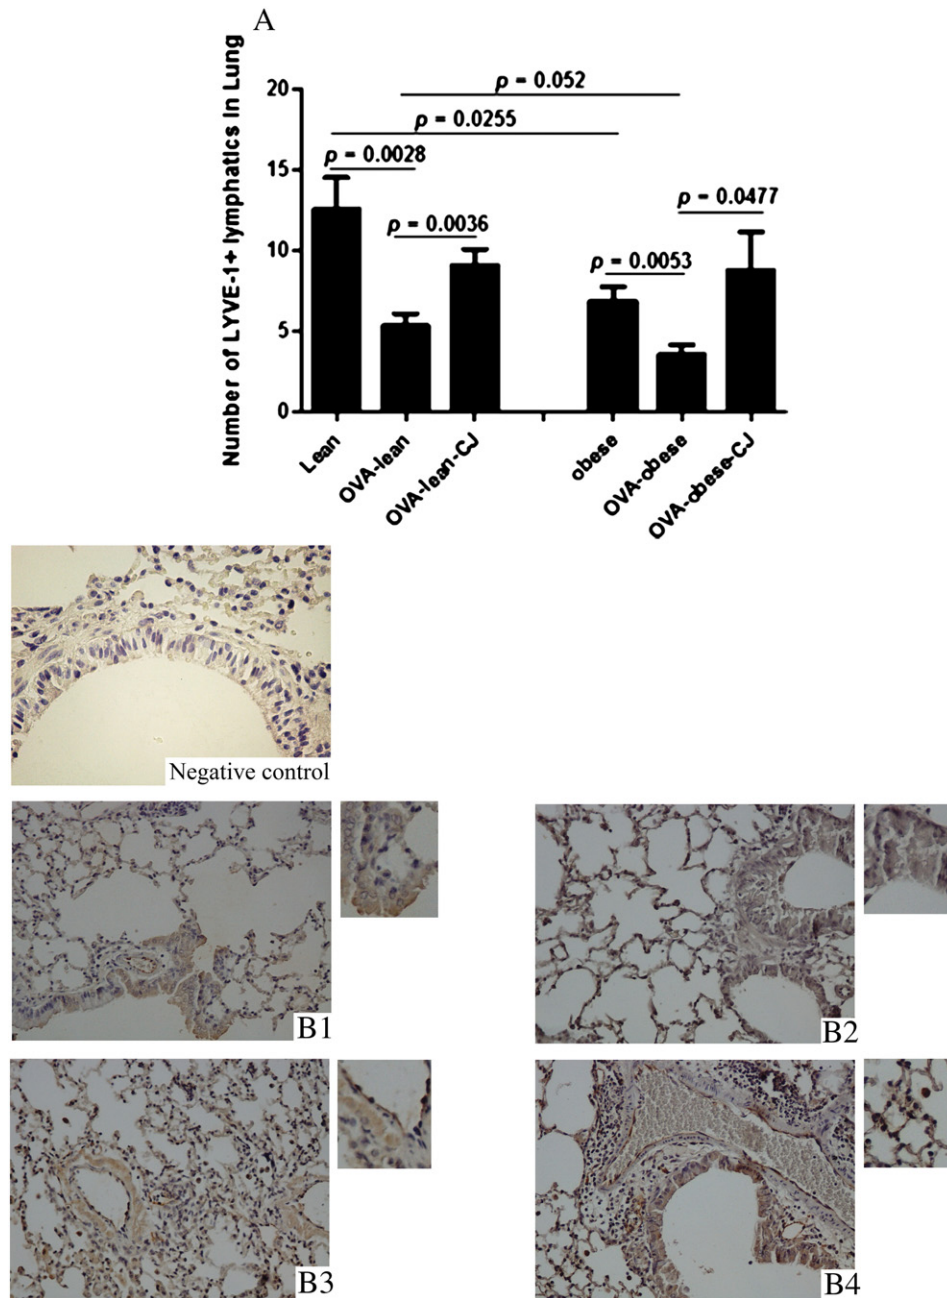 A
Number of LYVE-1+ lymphatics in Lung
20
15
10
5
0
ρ = 0.052
ρ = 0.0255
ρ = 0.0028
ρ = 0.0477
ρ = 0.0036
ρ = 0.0053
Lean
OVA-lean
OVA-lean-CJ
obese
OVA-obese
OVA-obese-CJ
Negative control
B1
B2
B3
B4